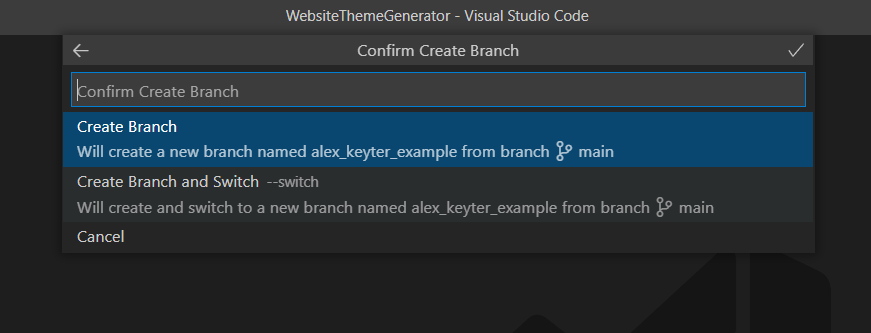 WebsiteThemeGenerator - Visual Studio Code
Confirm Create Branch
Confirm Create Branch
Create Branch
Will create a new branch named alex_keyter_example from branch main
Create Branch and Switch --switch
Will create and switch to a new branch named alex_keyter_example from branch main
Cancel